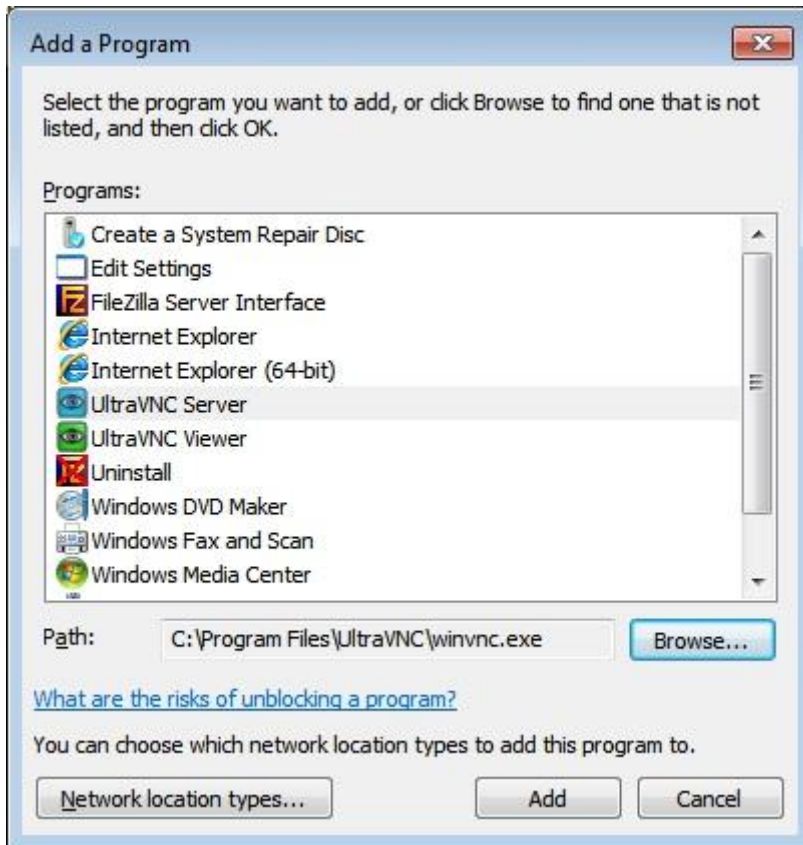 Add a Program
Select the program you want to add, or click Browse to find one that is not
listed, and then click OK.
Programs:
Create a System Repair Disc
Edit Settings
FileZilla Server Interface
Internet Explorer
Internet Explorer (64-bit)
UltraVNC Server
UltraVNC Viewer
Uninstall
Windows DVD Maker
Windows Fax and Scan
Windows Media Center
Path: C:\Program Files\UltraVNC\winvnc.exe Browse...
What are the risks of unblocking a program?
You can choose which network location types to add this program to.
Network location types... Add Cancel